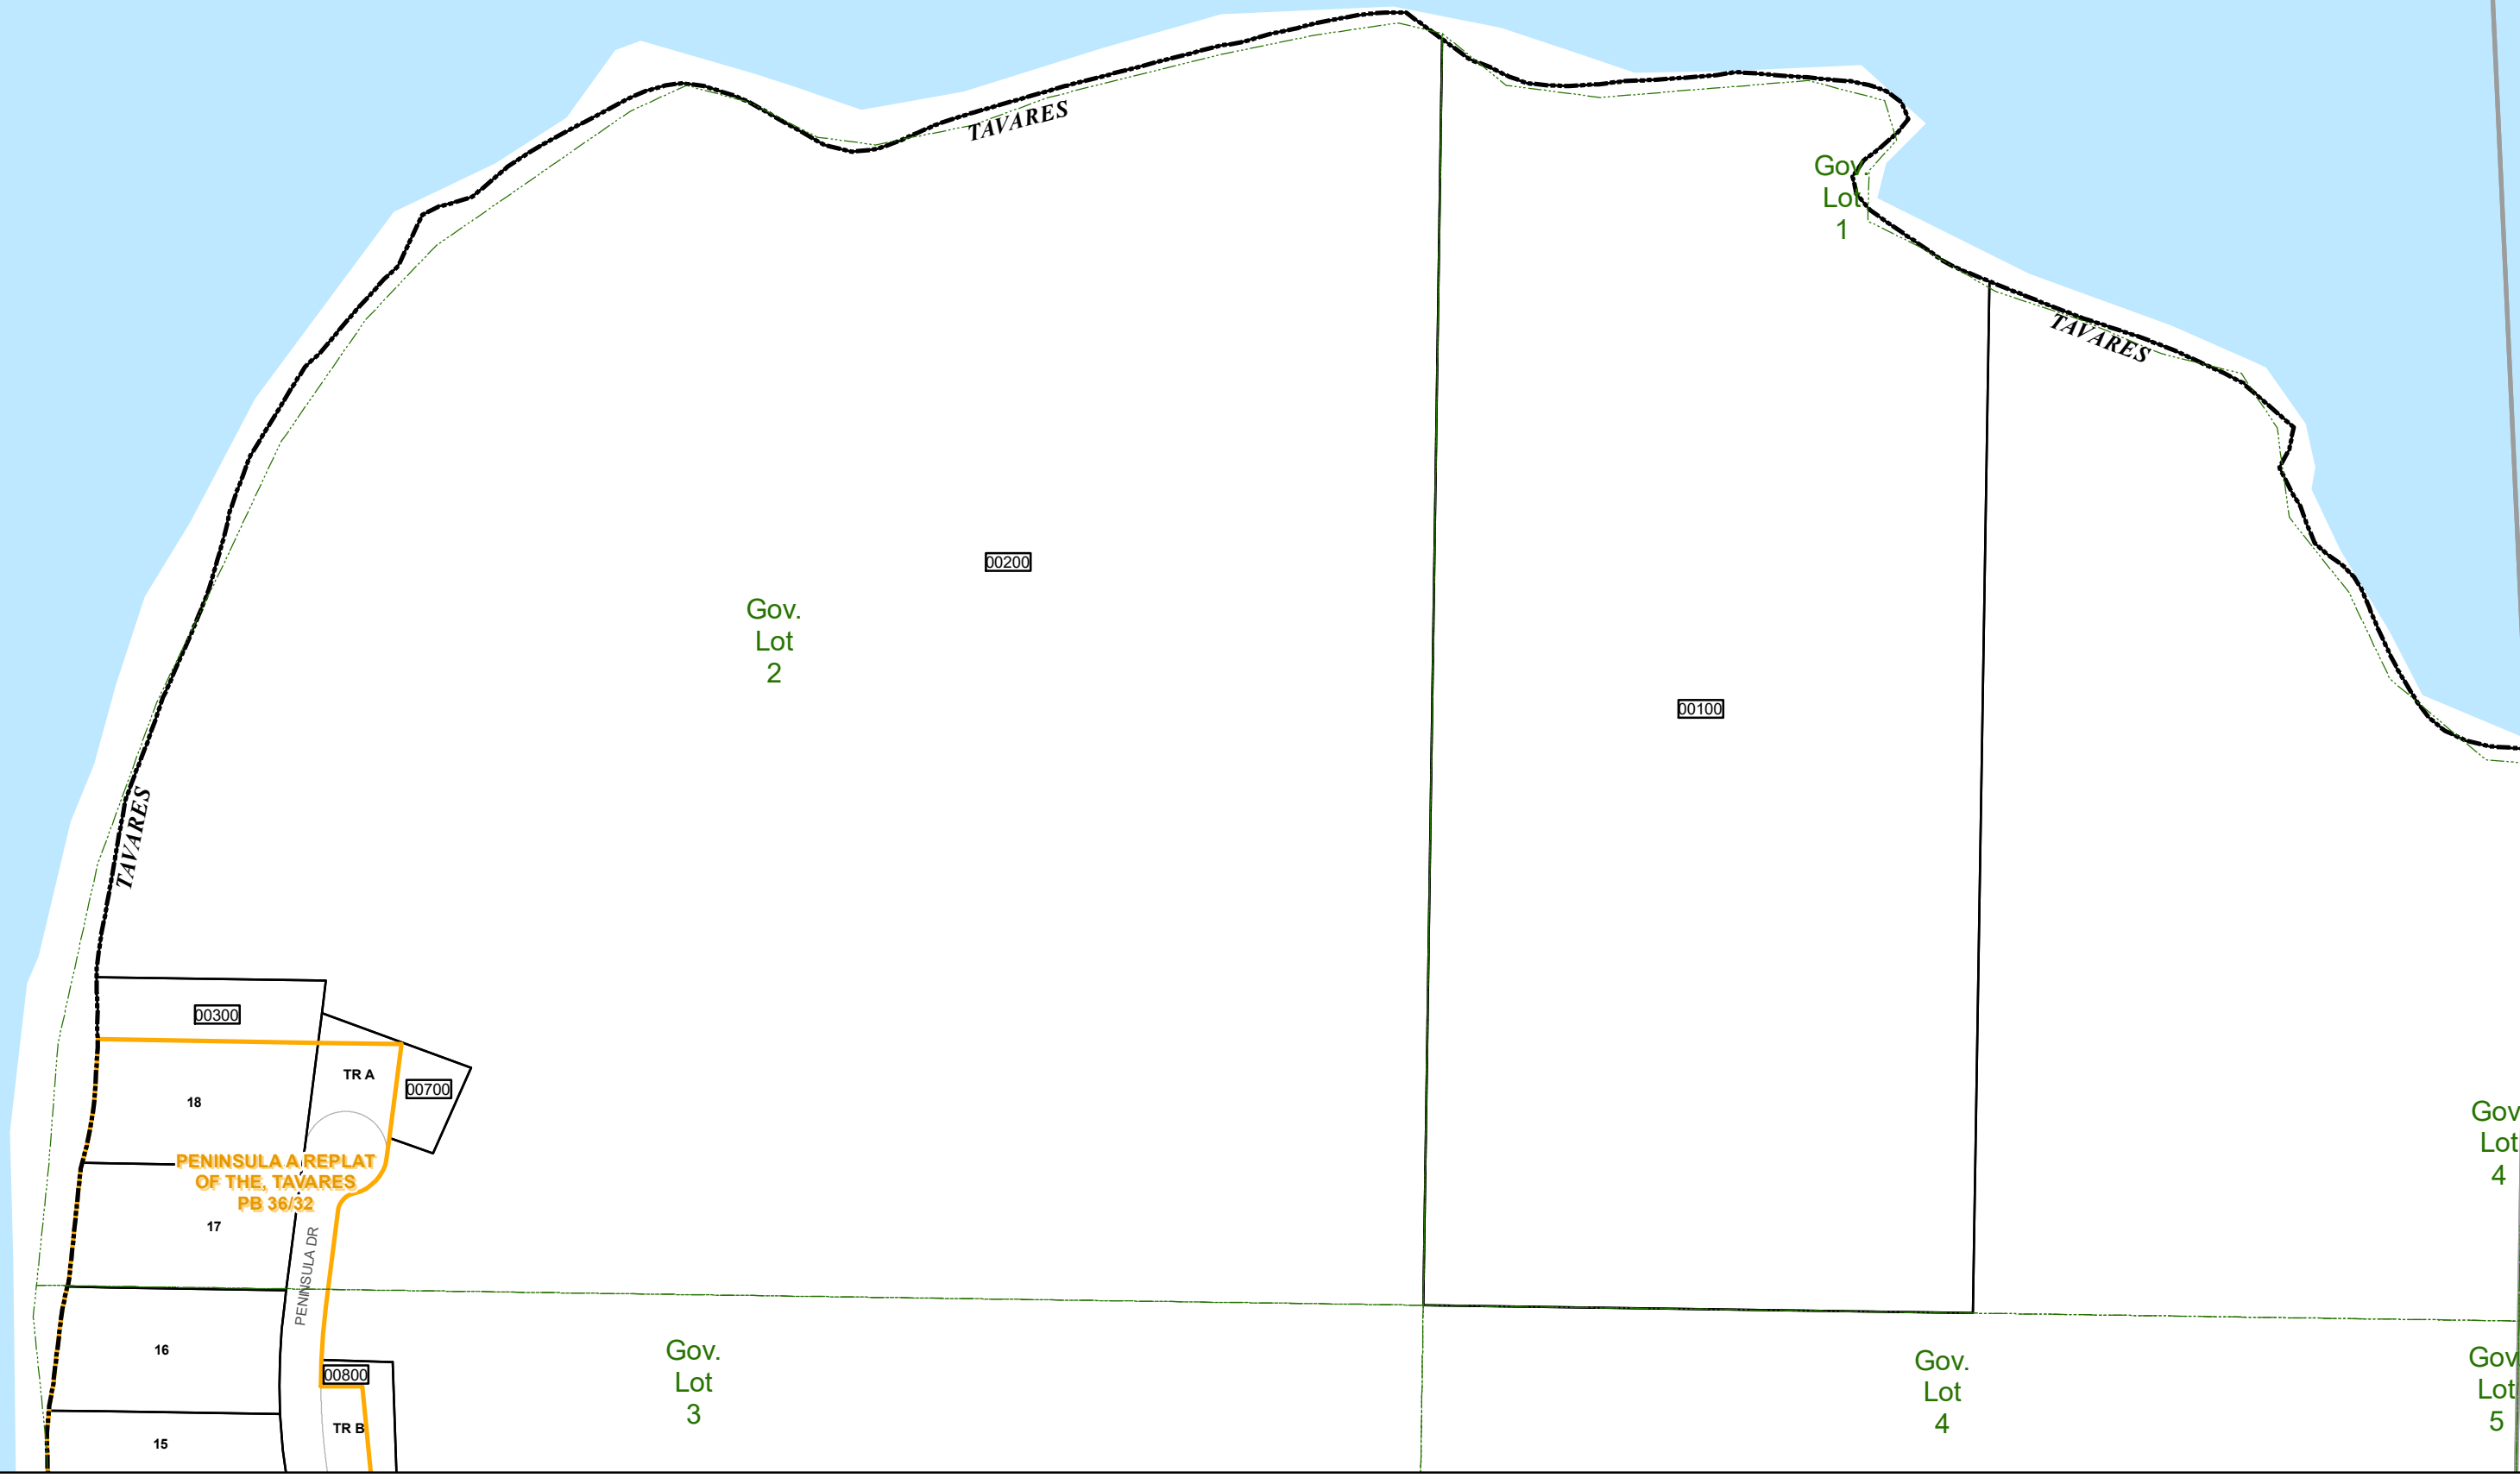 TAVARES
Gov.
Lot
1
TAVARES
00200
Gov.
Lot
2
00100
TAVARES
00300
TR A
00700
18
Gov
Lot
4
PENINSULA A REPLAT
OF THE, TAVARES
PB 36/32
17
PENINSULA DR
16
Gov.
Lot
3
00800
Gov.
Lot
4
Gov
Lot
5
TR B
15